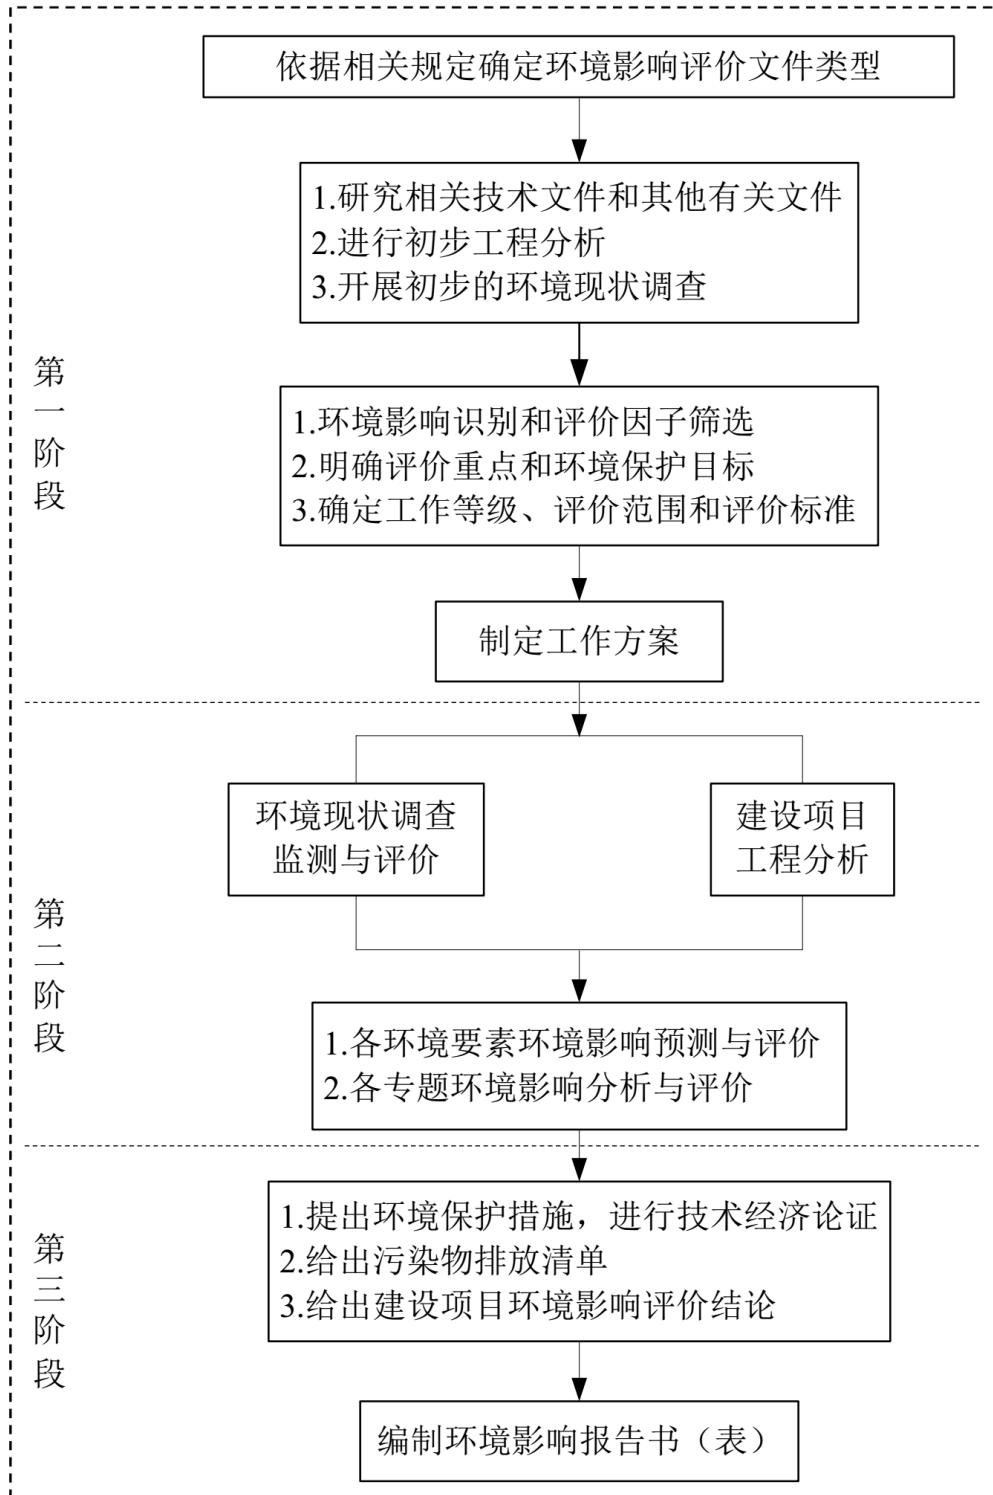 依据相关规定确定环境影响评价文件类型
1.研究相关技术文件和其他有关文件
2.进行初步工程分析
3.开展初步的环境现状调查
第一阶段
1.环境影响识别和评价因子筛选
2.明确评价重点和环境保护目标
3.确定工作等级、评价范围和评价标准
制定工作方案
环境现状调查
监测与评价
建设项目
工程分析
第二阶段
1.各环境要素环境影响预测与评价
2.各专题环境影响分析与评价
第三阶段
1.提出环境保护措施，进行技术经济论证
2.给出污染物排放清单
3.给出建设项目环境影响评价结论
编制环境影响报告书（表）